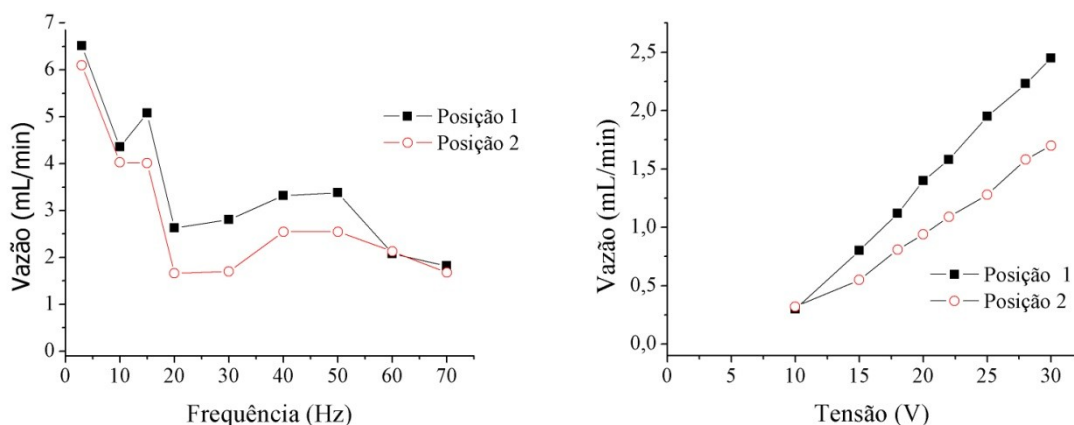 7
6
5
4
3
2
1
0
Vazão (mL/min)
0 10 20 30 40 50 60 70
Frequência (Hz)
Posição 1
Posição 2
2,5
2,0
1,5
1,0
0,5
0,0
Vazão (mL/min)
0 5 10 15 20 25 30
Tensão (V)
Posição 1
Posição 2